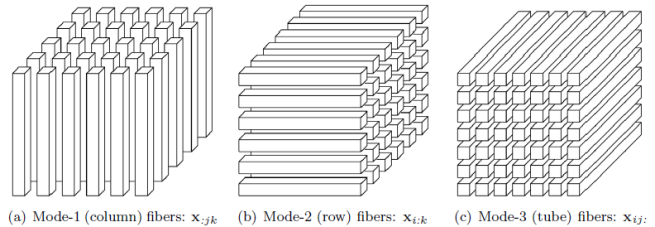 (a) Mode-1 (column) fibers: x:jk
(b) Mode-2 (row) fibers: xi:k
(c) Mode-3 (tube) fibers: xij: